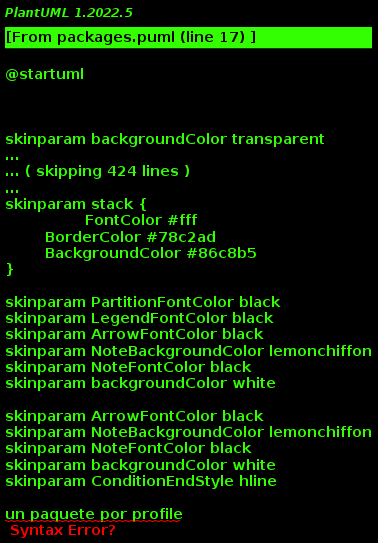 PlantUML 1.2022.5
[From packages.puml (line 17) ]
@startuml
skinparam backgroundColor transparent
...
... ( skipping 424 lines )
...
skinparam stack {
FontColor #fff
BorderColor #78c2ad
BackgroundColor #86c8b5
}
skinparam PartitionFontColor black
skinparam LegendFontColor black
skinparam ArrowFontColor black
skinparam NoteBackgroundColor lemonchiffon
skinparam NoteFontColor black
skinparam backgroundColor white
skinparam ArrowFontColor black
skinparam NoteBackgroundColor lemonchiffon
skinparam NoteFontColor black
skinparam backgroundColor white
skinparam ConditionEndStyle hline
un paquete por profile
Syntax Error?